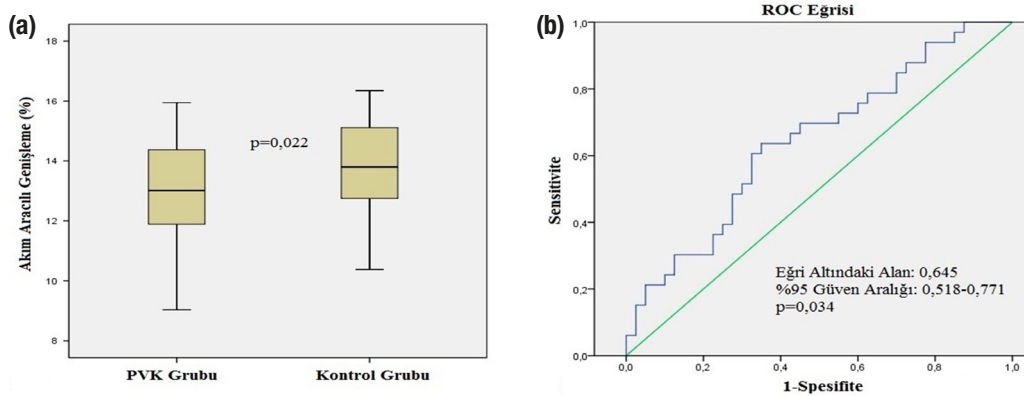 (a)
18
16
14
12
10
8
Akım Aracılı Genişleme (%)
p=0,022
PVK Grubu
Kontrol Grubu
(b)
ROC Eğrisi
1,0
0,8
0,6
0,4
0,2
0,0
Sensitivite
Eğri Altındaki Alan: 0,645
%95 Güven Aralığı: 0,518-0,771
p=0,034
0,0
0,2
0,4
0,6
0,8
1,0
1-Spesifite